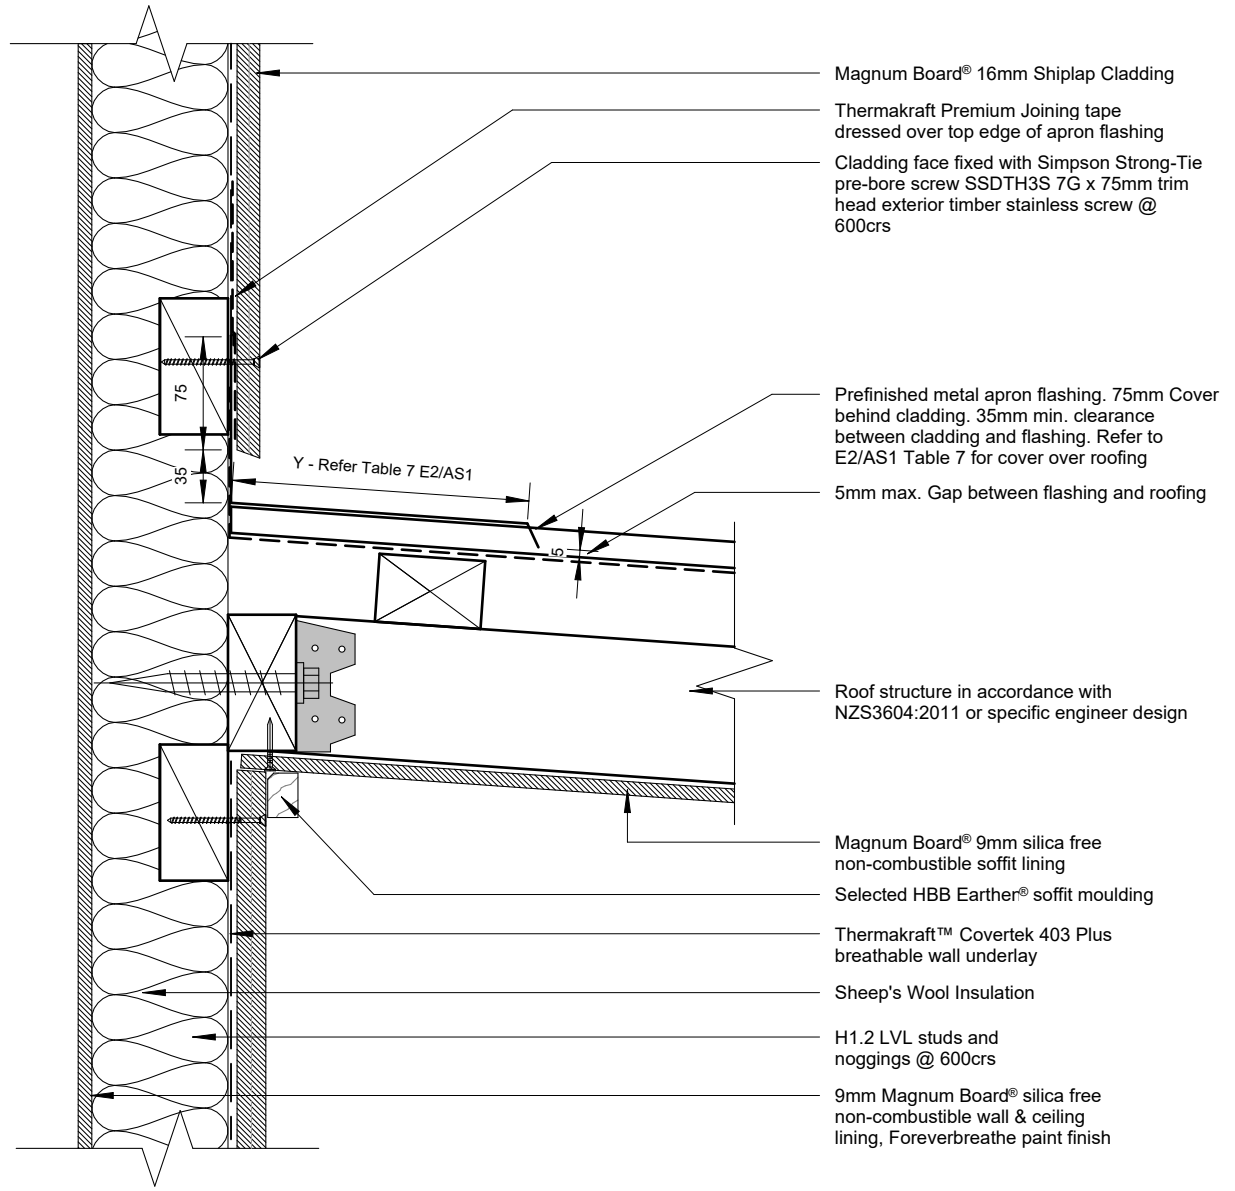 Magnum Board® 16mm Shiplap Cladding
Thermakraft Premium Joining tape
dressed over top edge of apron flashing
Cladding face fixed with Simpson Strong-Tie
pre-bore screw SSDTH3S 7G x 75mm trim
head exterior timber stainless screw @
600crs
75
35
Y - Refer Table 7 E2/AS1
Prefinished metal apron flashing. 75mm Cover
behind cladding. 35mm min. clearance
between cladding and flashing. Refer to
E2/AS1 Table 7 for cover over roofing
5mm max. Gap between flashing and roofing
5
Roof structure in accordance with
NZS3604:2011 or specific engineer design
Magnum Board® 9mm silica free
non-combustible soffit lining
Selected HBB Earthen® soffit moulding
Thermakraft™ Covertek 403 Plus
breathable wall underlay
Sheep's Wool Insulation
H1.2 LVL studs and
noggings @ 600crs
9mm Magnum Board® silica free
non-combustible wall & ceiling
lining, Foreverbreathe paint finish